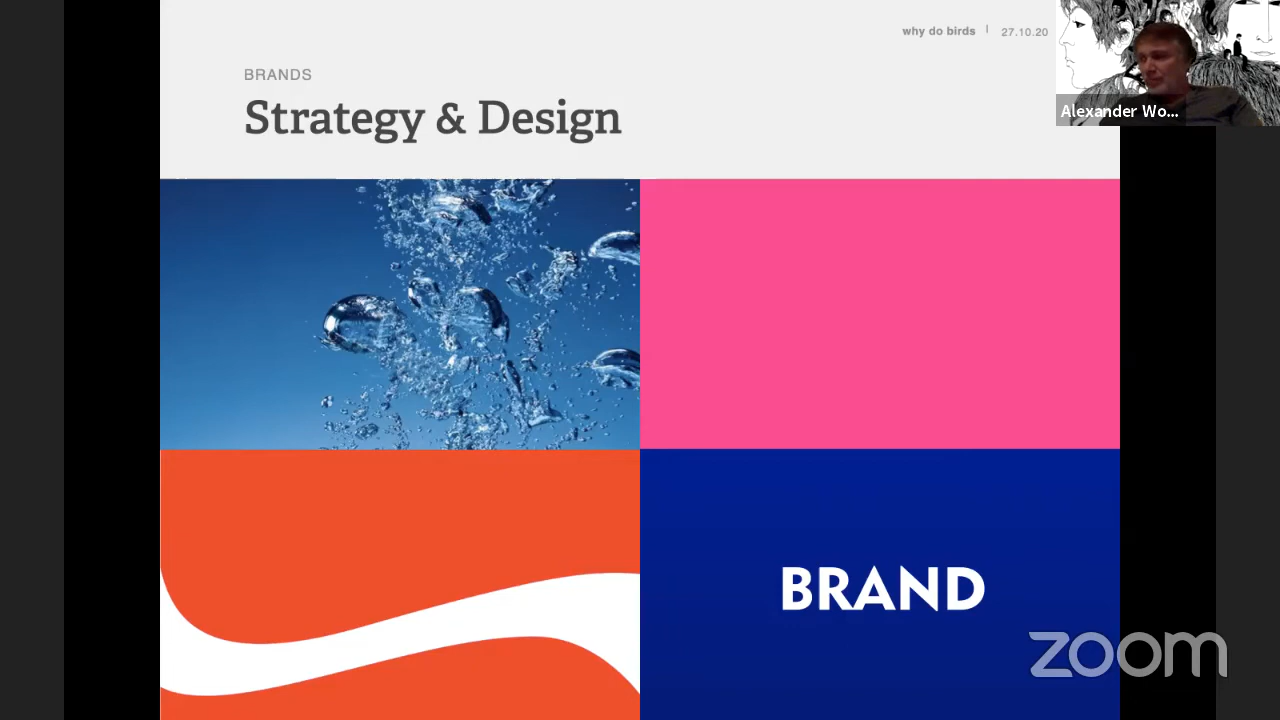 why do birds | 27.10.20
Alexander Wo...
BRANDS
Strategy & Design
BRAND
zoom